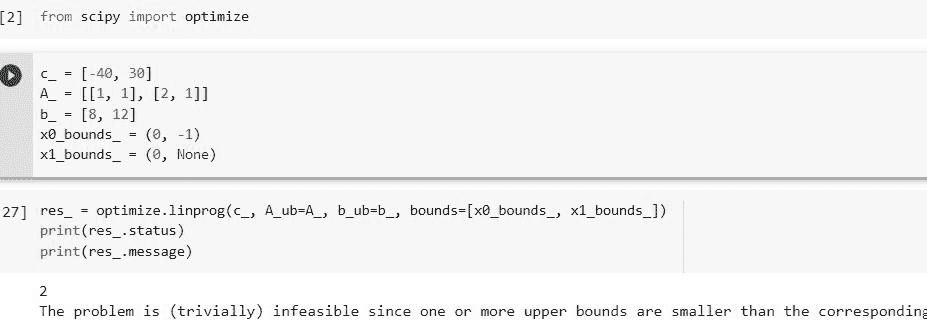 [2] from scipy import optimize
c_ = [-40, 30]
A_ = [[1, 1], [2, 1]]
b_ = [8, 12]
x0_bounds_ = (0, -1)
x1_bounds_ = (0, None)
27] res_ = optimize.linprog(c_, A_ub=A_, b_ub=b_, bounds=[x0_bounds_, x1_bounds_])
print(res_.status)
print(res_.message)
2
The problem is (trivially) infeasible since one or more upper bounds are smaller than the corresponding